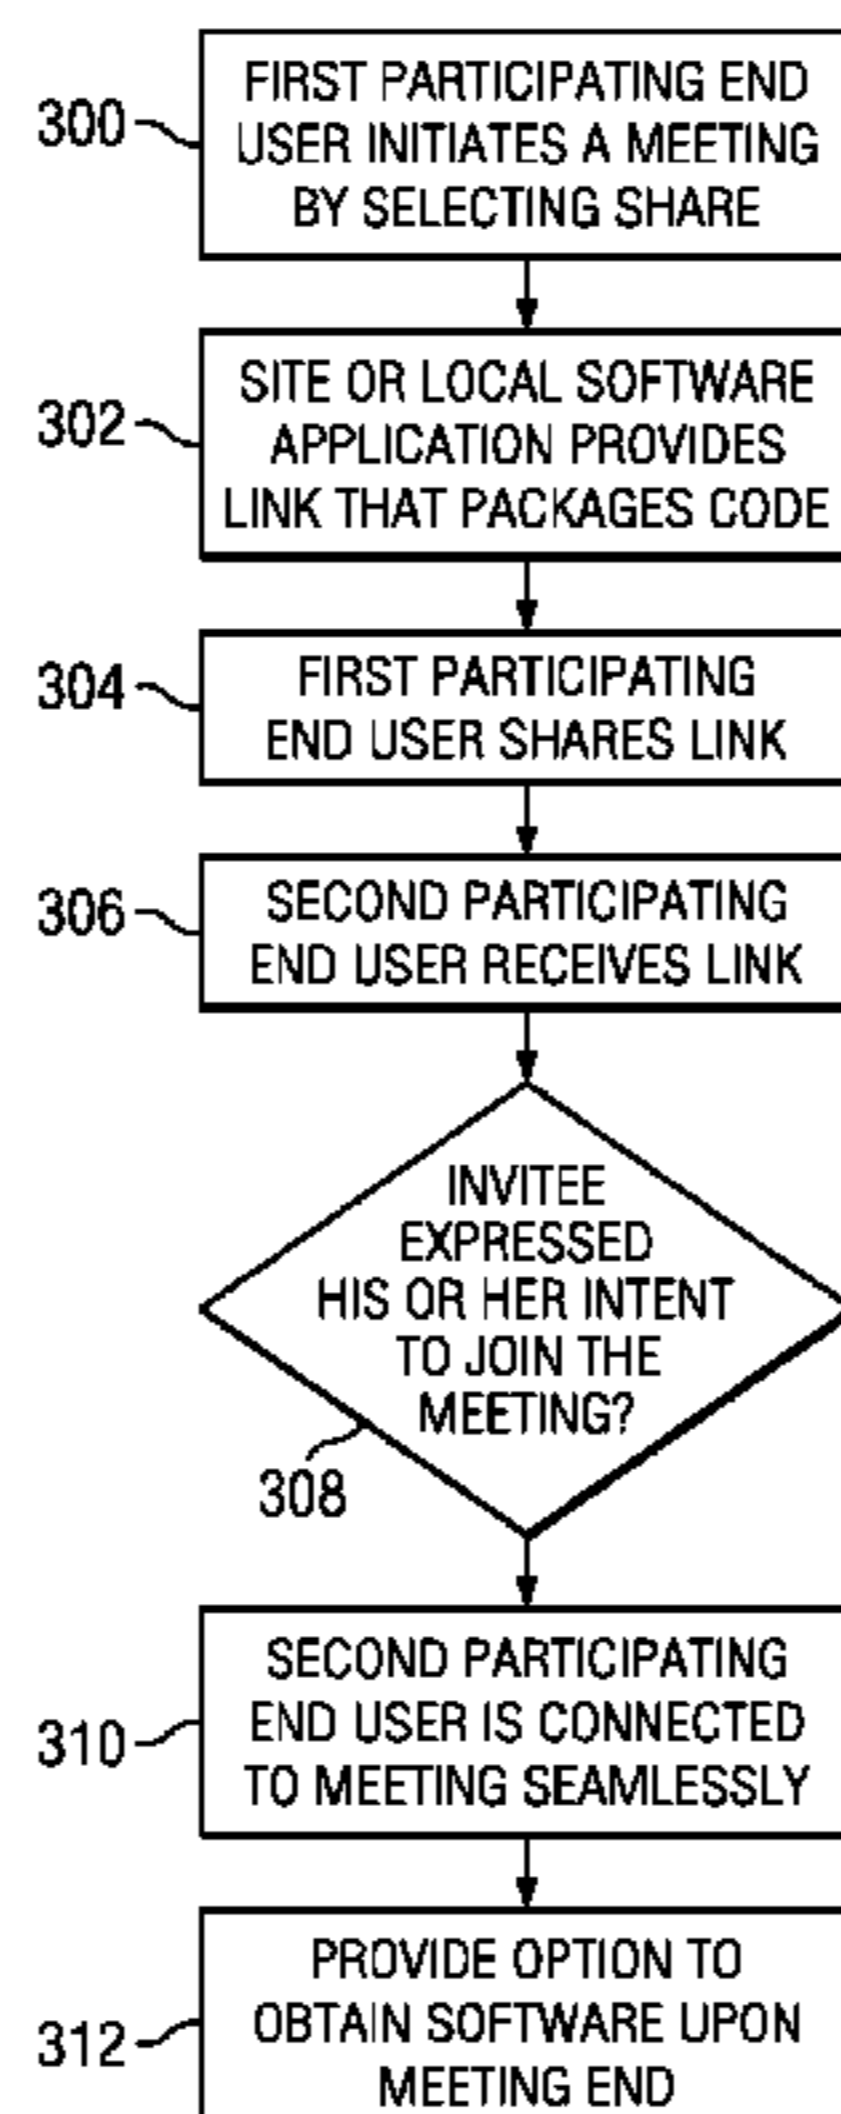 300
FIRST PARTICIPATING END
USER INITIATES A MEETING
BY SELECTING SHARE
302
SITE OR LOCAL SOFTWARE
APPLICATION PROVIDES
LINK THAT PACKAGES CODE
304
FIRST PARTICIPATING
END USER SHARES LINK
306
SECOND PARTICIPATING
END USER RECEIVES LINK
INVITEE
EXPRESSED
HIS OR HER INTENT
TO JOIN THE
MEETING?
308
310
SECOND PARTICIPATING
END USER IS CONNECTED
TO MEETING SEAMLESSLY
312
PROVIDE OPTION TO
OBTAIN SOFTWARE UPON
MEETING END